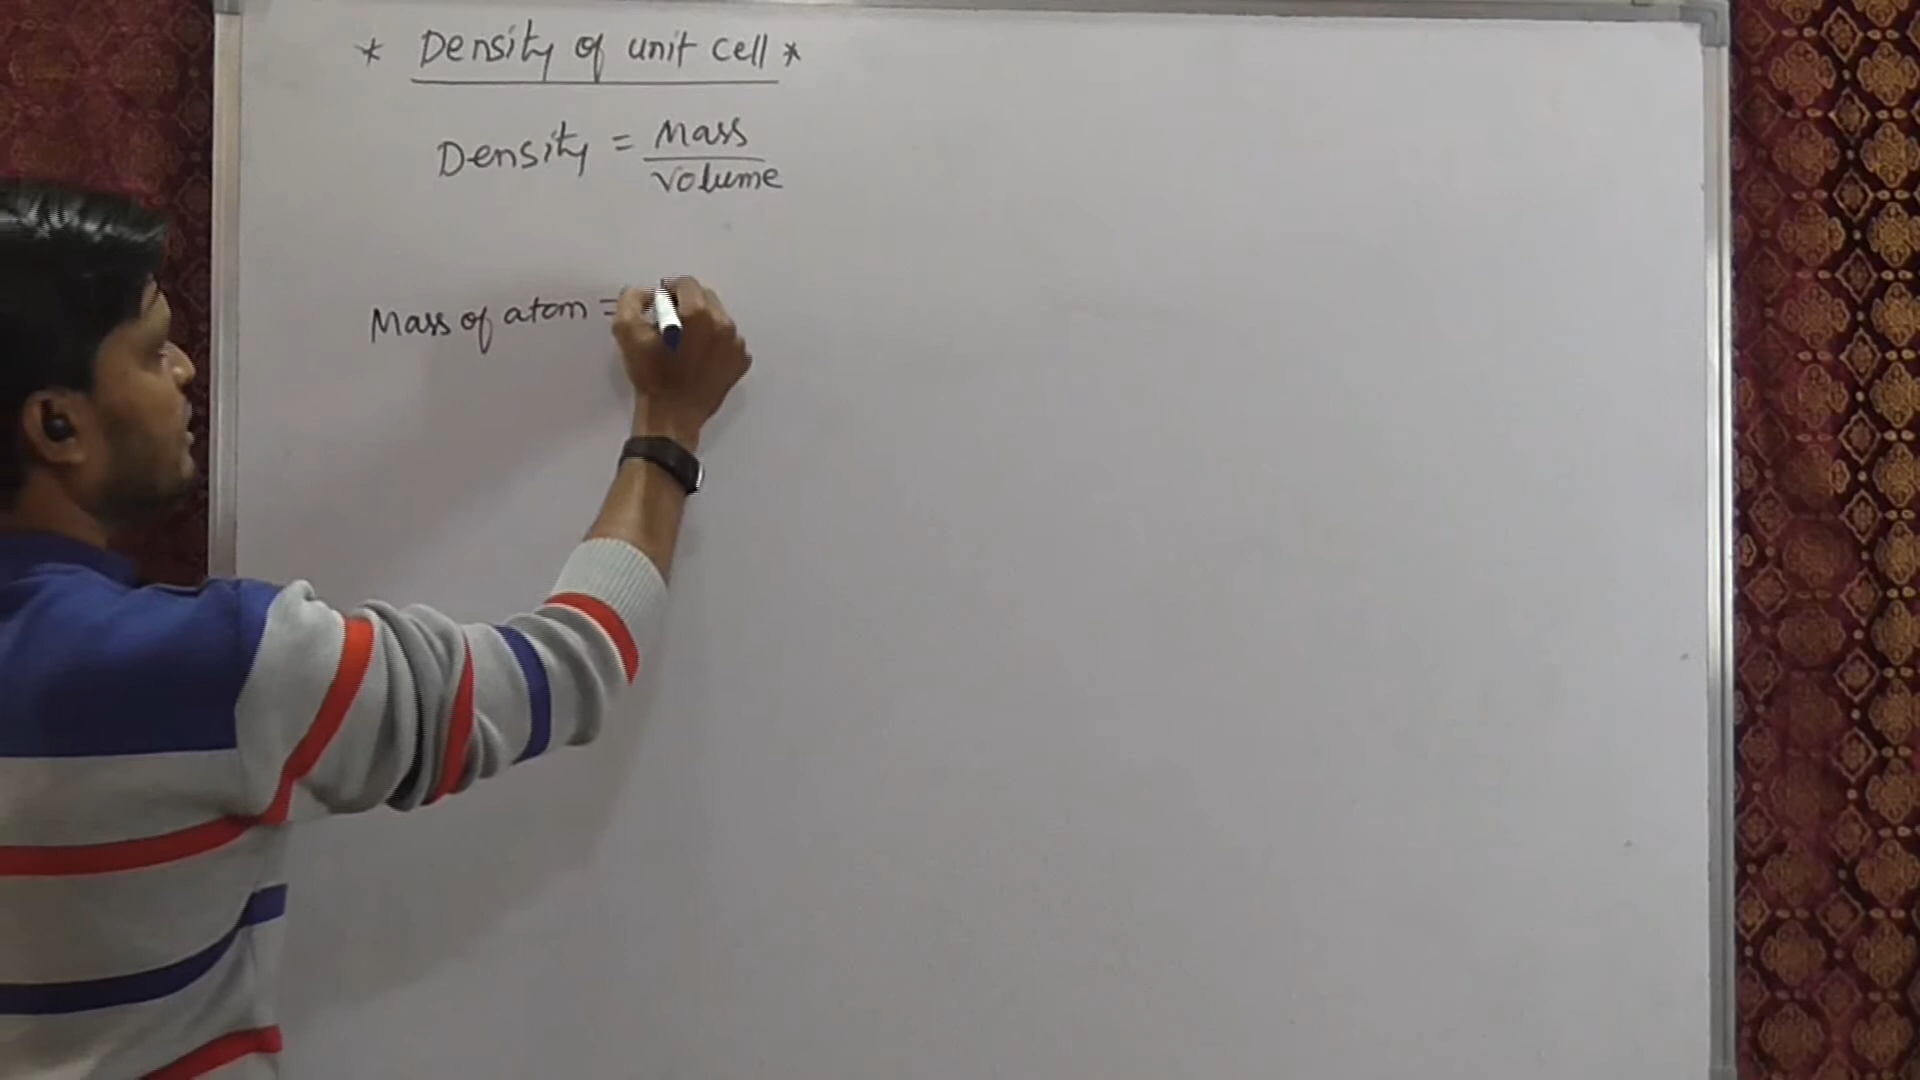 * Density of unit cell *
Density = Mass
volume
Mass of atom =